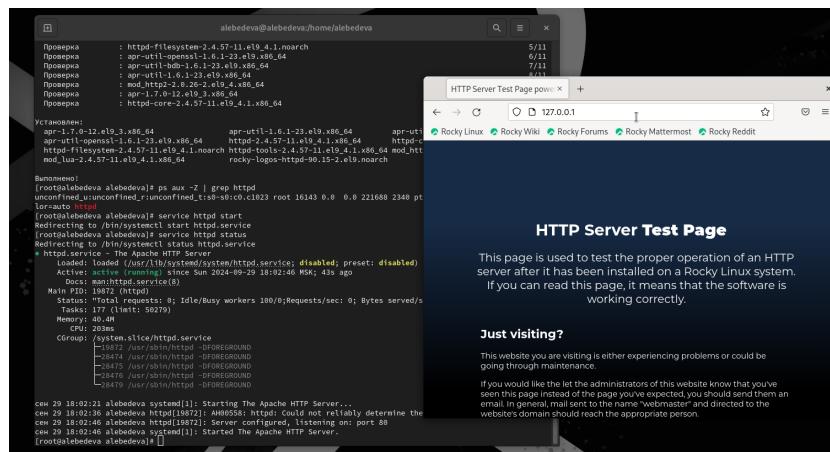 alebedeva@alebedeva:/home/alebedeva
Проверка : httpd-filesystem-2.4.57-11.el9_4.1.noarch 5/11
Проверка : apr-util-openssl-1.6.1-23.el9.x86_64 6/11
Проверка : apr-util-bdb-1.6.1-23.el9.x86_64 7/11
Проверка : apr-util-1.6.1-23.el9.x86_64 8/11
Проверка : mod_http2-2.0.26-2.el9_4.x86_64
Проверка : apr-1.7.0-12.el9_3.x86_64
Проверка : httpd-core-2.4.57-11.el9_4.1.x86_64
Установлен:
apr-1.7.0-12.el9_3.x86_64 apr-util-1.6.1-23.el9.x86_64 apr-uti
apr-util-openssl-1.6.1-23.el9.x86_64 httpd-2.4.57-11.el9_4.1.x86_64 httpd-c
httpd-filesystem-2.4.57-11.el9_4.1.noarch httpd-tools-2.4.57-11.el9_4.1.x86_64 mod_htt
mod_lua-2.4.57-11.el9_4.1.x86_64 rocky-logos-httpd-90.15-2.el9.noarch
Выполнено!
[root@alebedeva alebedeva]# ps aux -Z | grep httpd
unconfined_u:unconfined_r:unconfined_t:s0-s0:c0.c1023 root 16143 0.0 0.0 221688 2340 pt
lor=auto httpd
[root@alebedeva alebedeva]# service httpd start
Redirecting to /bin/systemctl start httpd.service
[root@alebedeva alebedeva]# service httpd status
Redirecting to /bin/systemctl status httpd.service
● httpd.service - The Apache HTTP Server
Loaded: loaded (/usr/lib/systemd/system/httpd.service; disabled; preset: disabled)
Active: active (running) since Sun 2024-09-29 18:02:46 MSK; 43s ago
Docs: man:httpd.service(8)
Main PID: 19872 (httpd)
Status: "Total requests: 0; Idle/Busy workers 100/0;Requests/sec: 0; Bytes served/s
Tasks: 177 (limit: 50279)
Memory: 40.4M
CPU: 203ms
CGroup: /system.slice/httpd.service
├─19872 /usr/sbin/httpd -DFOREGROUND
├─28474 /usr/sbin/httpd -DFOREGROUND
├─28475 /usr/sbin/httpd -DFOREGROUND
├─28476 /usr/sbin/httpd -DFOREGROUND
└─28479 /usr/sbin/httpd -DFOREGROUND
сен 29 18:02:21 alebedeva systemd[1]: Starting The Apache HTTP Server...
сен 29 18:02:36 alebedeva httpd[19872]: AH00558: httpd: Could not reliably determine the
сен 29 18:02:46 alebedeva httpd[19872]: Server configured, listening on: port 80
сен 29 18:02:46 alebedeva systemd[1]: Started The Apache HTTP Server.
[root@alebedeva alebedeva]#
HTTP Server Test Page powe
127.0.0.1
Rocky Linux Rocky Wiki Rocky Forums Rocky Mattermost Rocky Reddit
HTTP Server Test Page
This page is used to test the proper operation of an HTTP
server after it has been installed on a Rocky Linux system.
If you can read this page, it means that the software is
working correctly.
Just visiting?
This website you are visiting is either experiencing problems or could be
going through maintenance.
If you would like the let the administrators of this website know that you've
seen this page instead of the page you've expected, you should send them an
email. In general, mail sent to the name "webmaster" and directed to the
website's domain should reach the appropriate person.